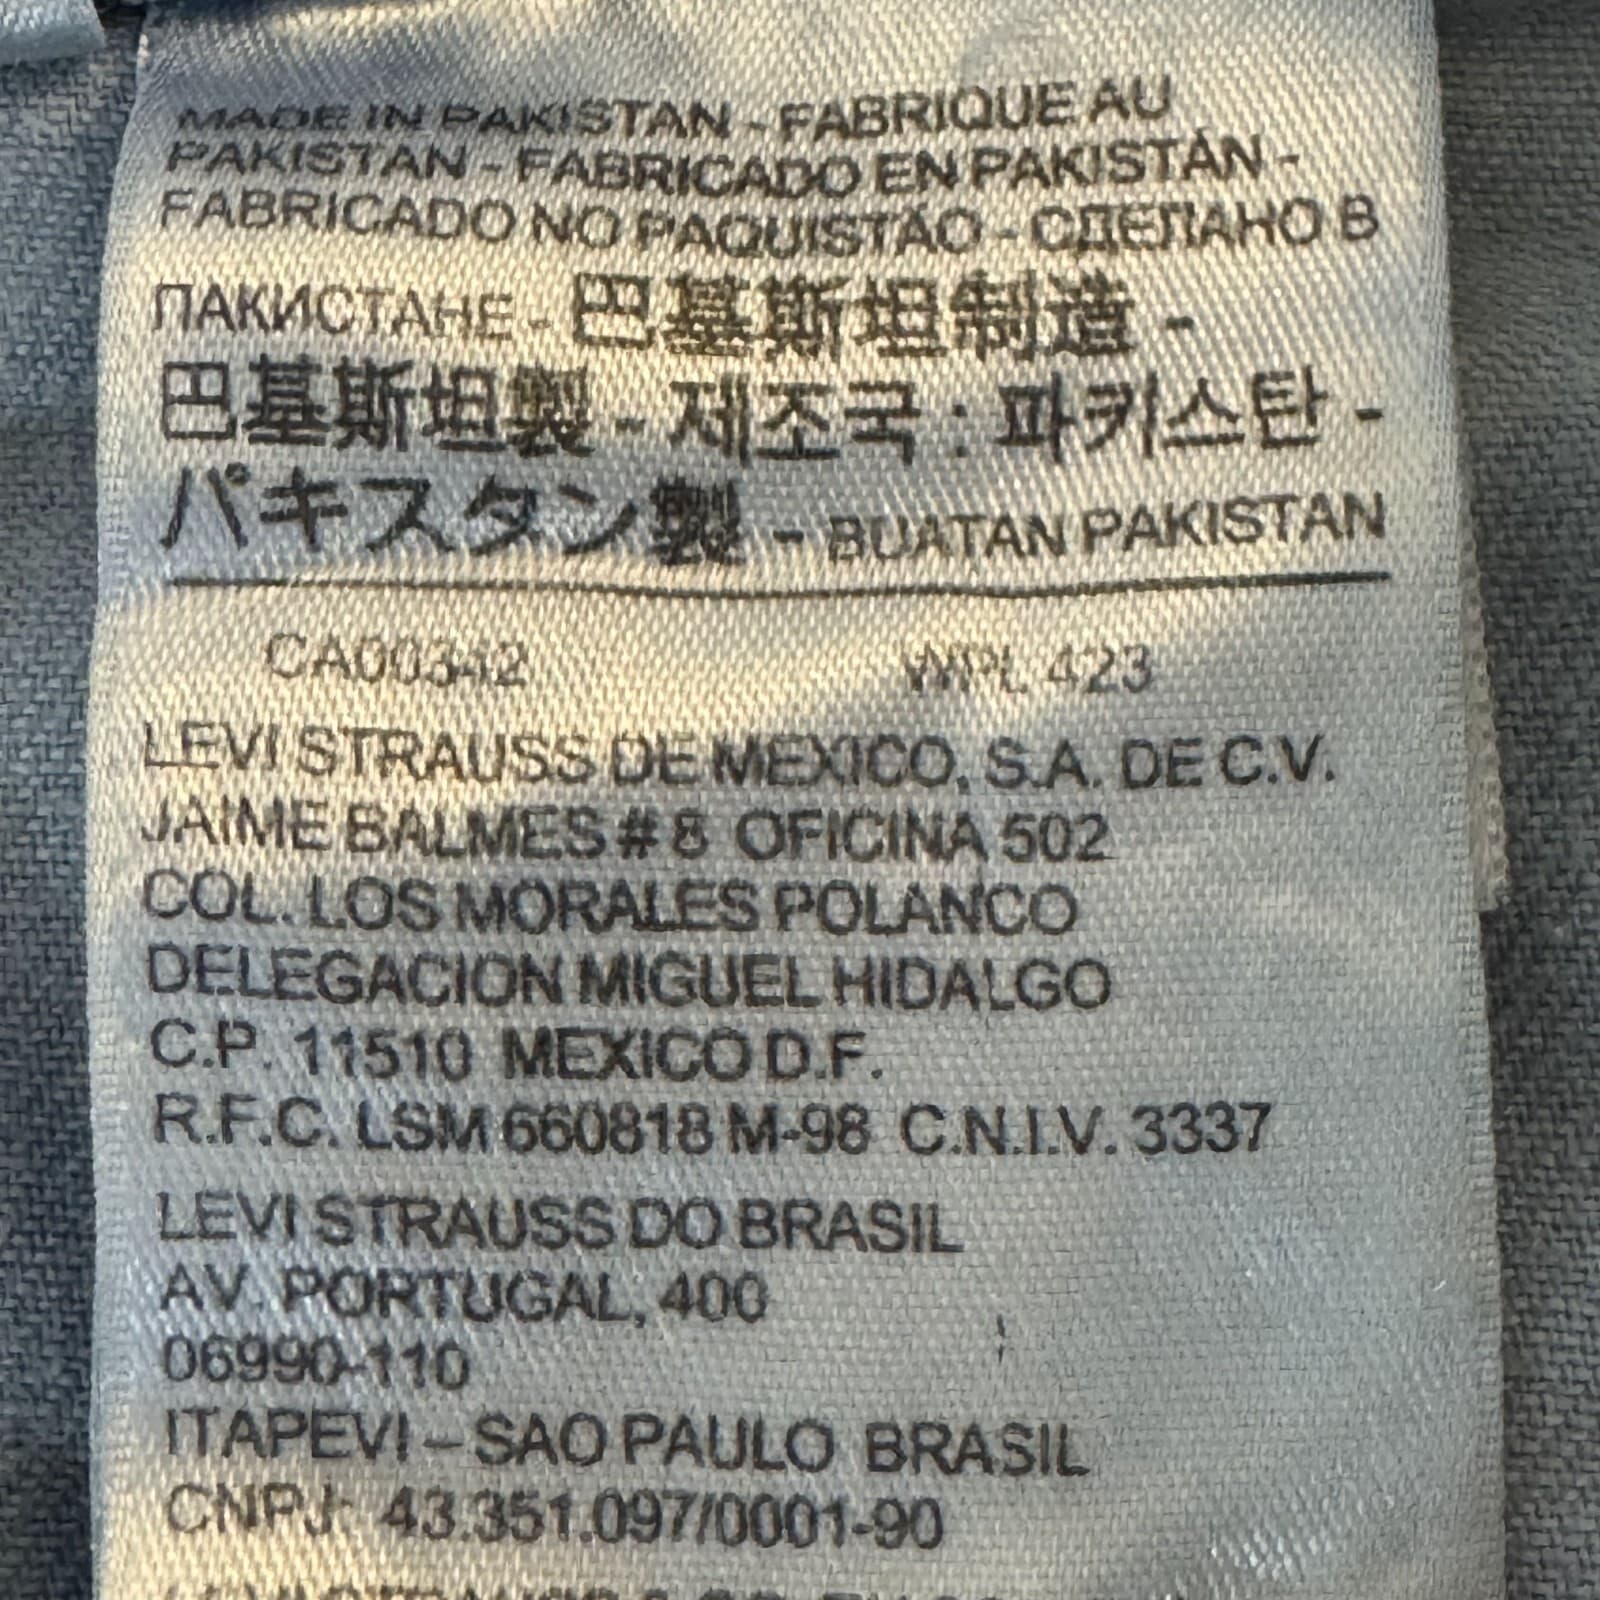 MADE IN PAKISTAN - FABRIQUE AU
PAKISTAN - FABRICADO EN PAKISTÁN -
FABRICADO NO PAQUISTÃO - СДЕЛАНО В
ПАКИСТАНЕ - 巴基斯坦制造 -
巴基斯坦製 - 제조국 : 파키스탄 -
パキスタン製 - BUATAN PAKISTAN
CA00342 WPL 423
LEVI STRAUSS DE MEXICO, S.A. DE C.V.
JAIME BALMES # 8 OFICINA 502
COL. LOS MORALES POLANCO
DELEGACION MIGUEL HIDALGO
C.P. 11510 MEXICO D.F.
R.F.C. LSM 660818 M-98 C.N.I.V. 3337
LEVI STRAUSS DO BRASIL
AV. PORTUGAL, 400
06990-110
ITAPEVI – SAO PAULO BRASIL
CNPJ: 43.351.097/0001-90